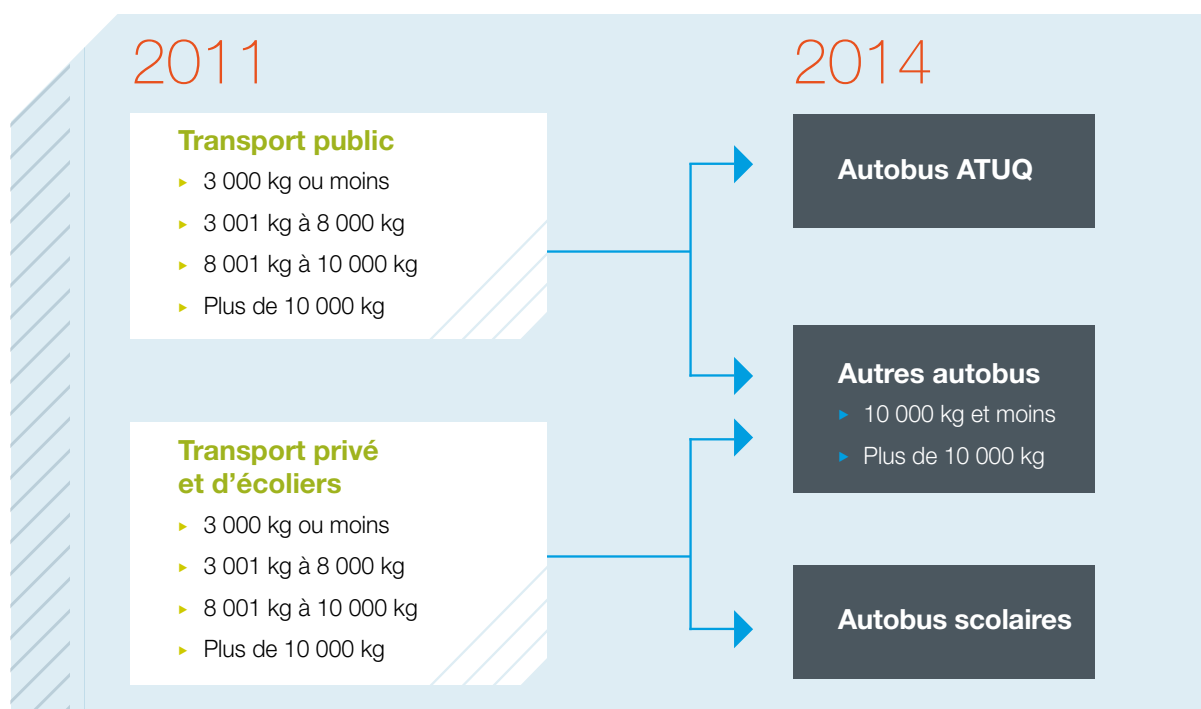 2011
Transport public
3 000 kg ou moins
3 001 kg à 8 000 kg
8 001 kg à 10 000 kg
Plus de 10 000 kg
Transport privé
et d'écoliers
3 000 kg ou moins
3 001 kg à 8 000 kg
8 001 kg à 10 000 kg
Plus de 10 000 kg
2014
Autobus ATUQ
Autres autobus
10 000 kg et moins
Plus de 10 000 kg
Autobus scolaires